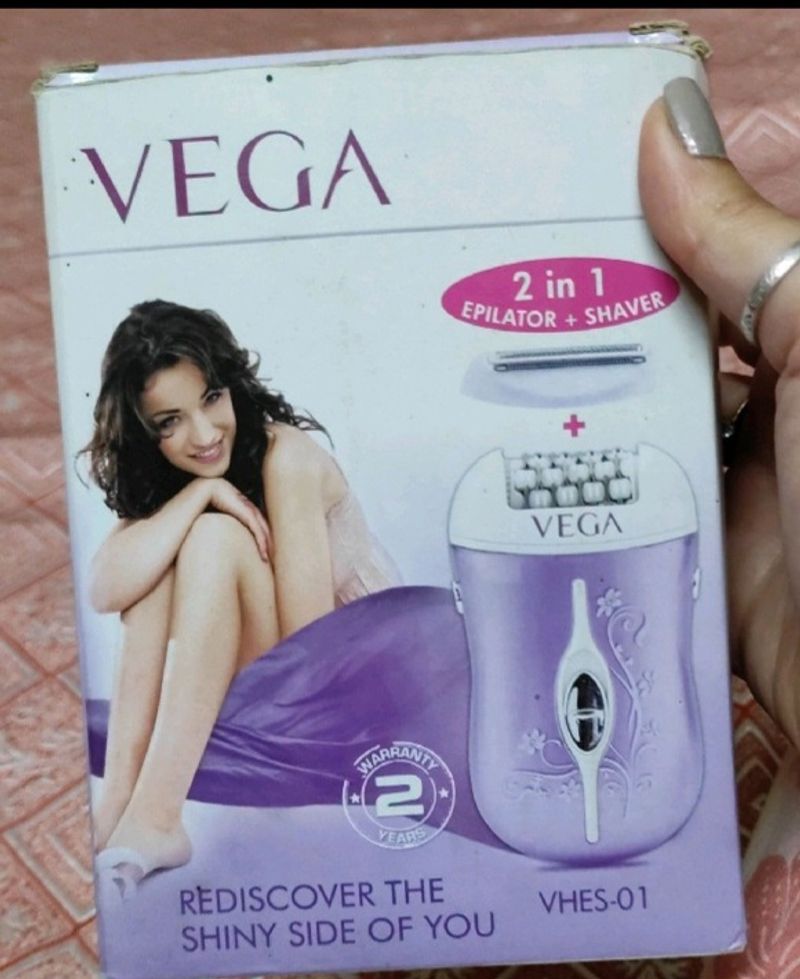 VEGA
2 in 1
EPILATOR + SHAVER
+
VEGA
WARRANTY
2
YEARS
REDISCOVER THE
SHINY SIDE OF YOU
VHES-01